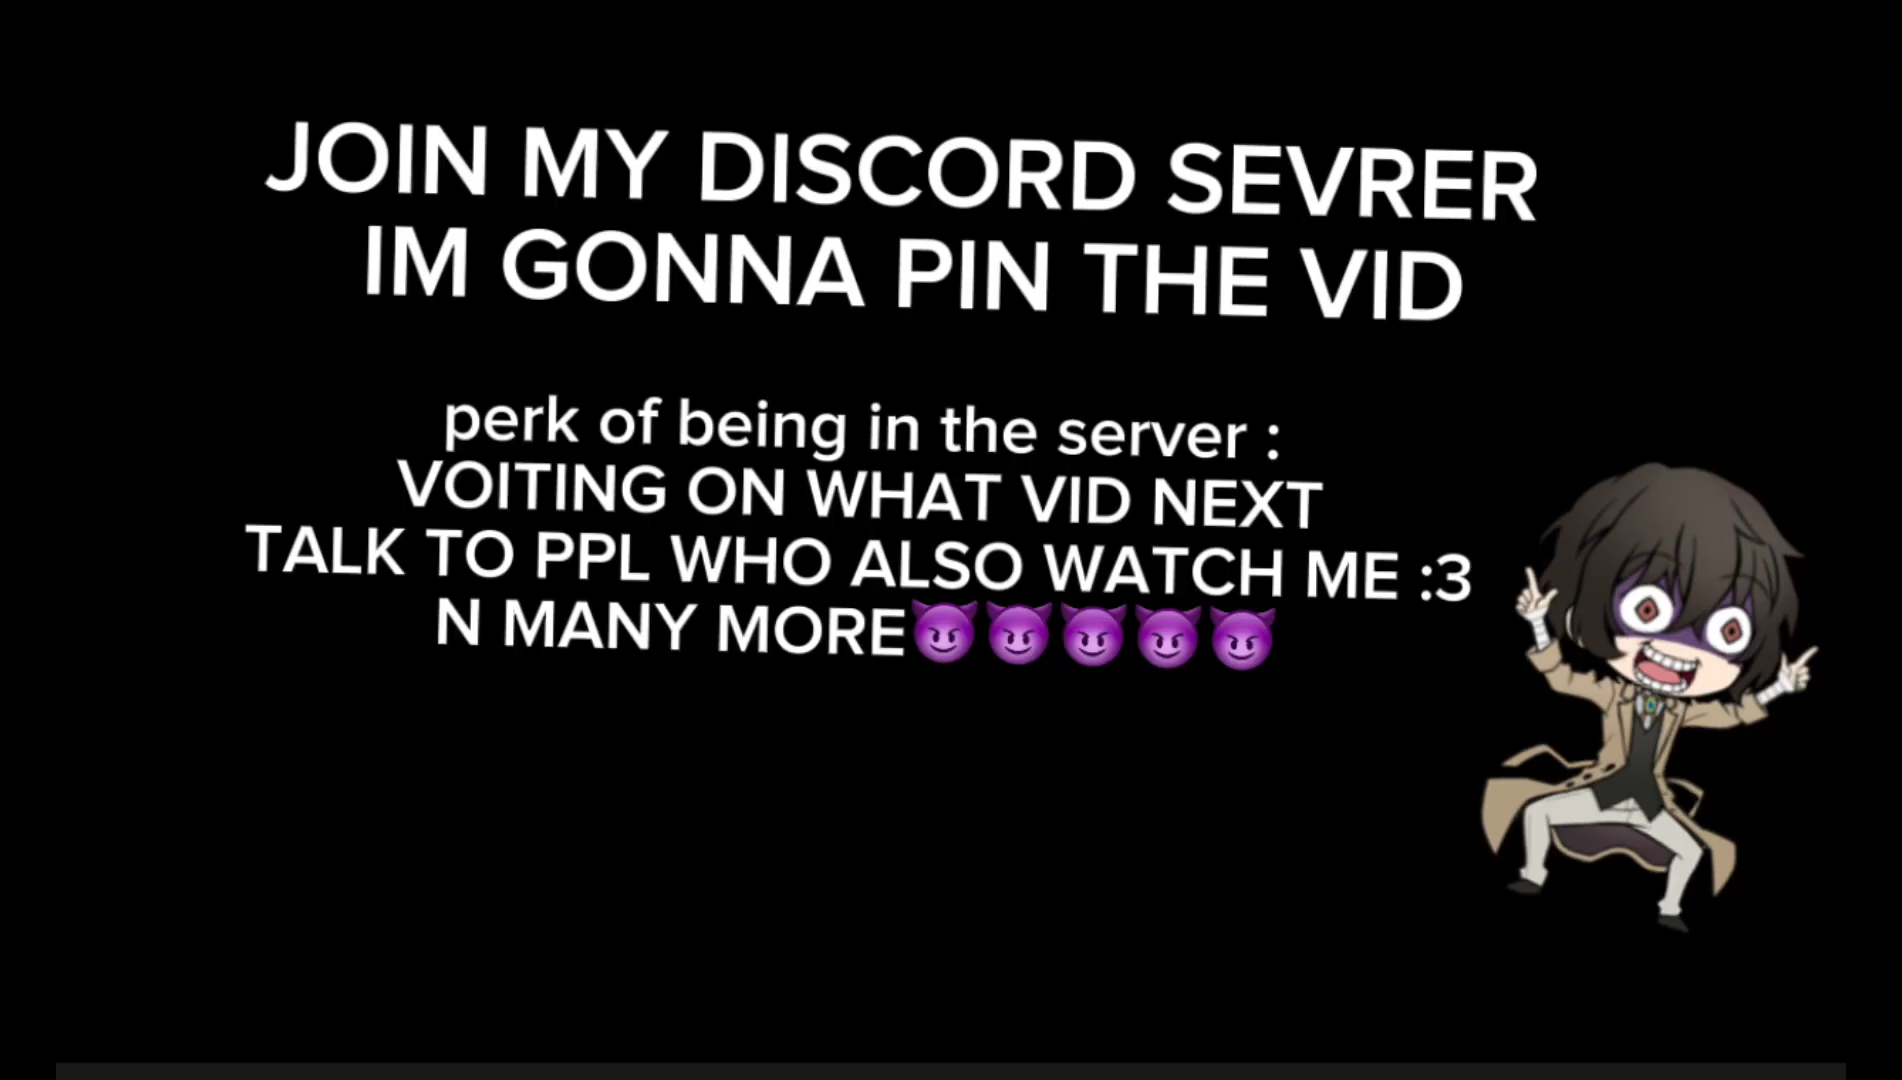 JOIN MY DISCORD SEVRER
IM GONNA PIN THE VID
perk of being in the server :
VOITING ON WHAT VID NEXT
TALK TO PPL WHO ALSO WATCH ME :3
N MANY MORE😈😈😈😈😈